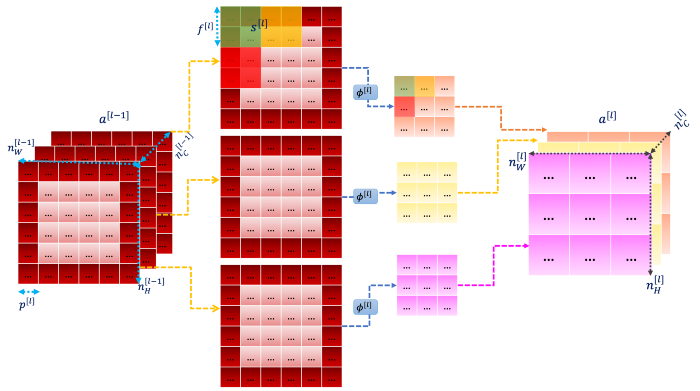 f^[l]
s^[l]
a^[l−1]
n_C^[l−1]
n_W^[l−1]
n_H^[l−1]
p^[l]
ϕ^[l]
ϕ^[l]
ϕ^[l]
a^[l]
n_C^[l]
n_W^[l]
n_H^[l]